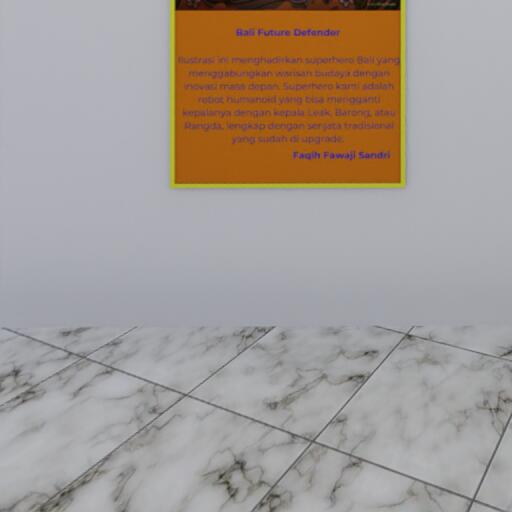 Bali Future Defender
Ilustrasi ini menghadirkan superhero Bali yang
menggabungkan warisan budaya dengan
inovasi masa depan. Superhero kami adalah
robot humanoid yang bisa mengganti
kepalanya dengan kepala Leak, Barong, atau
Rangda, lengkap dengan senjata tradisional
yang sudah di upgrade.
Faqih Fawaji Sandri